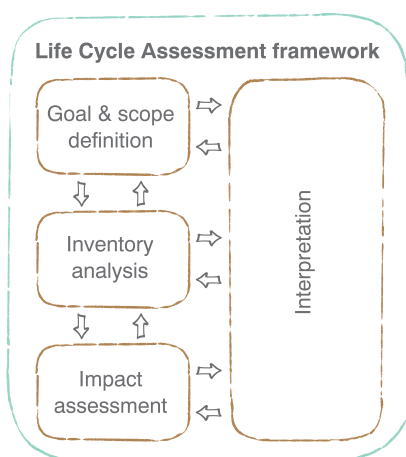 Life Cycle Assessment framework
Goal & scope
definition
Inventory
analysis
Impact
assessment
Interpretation